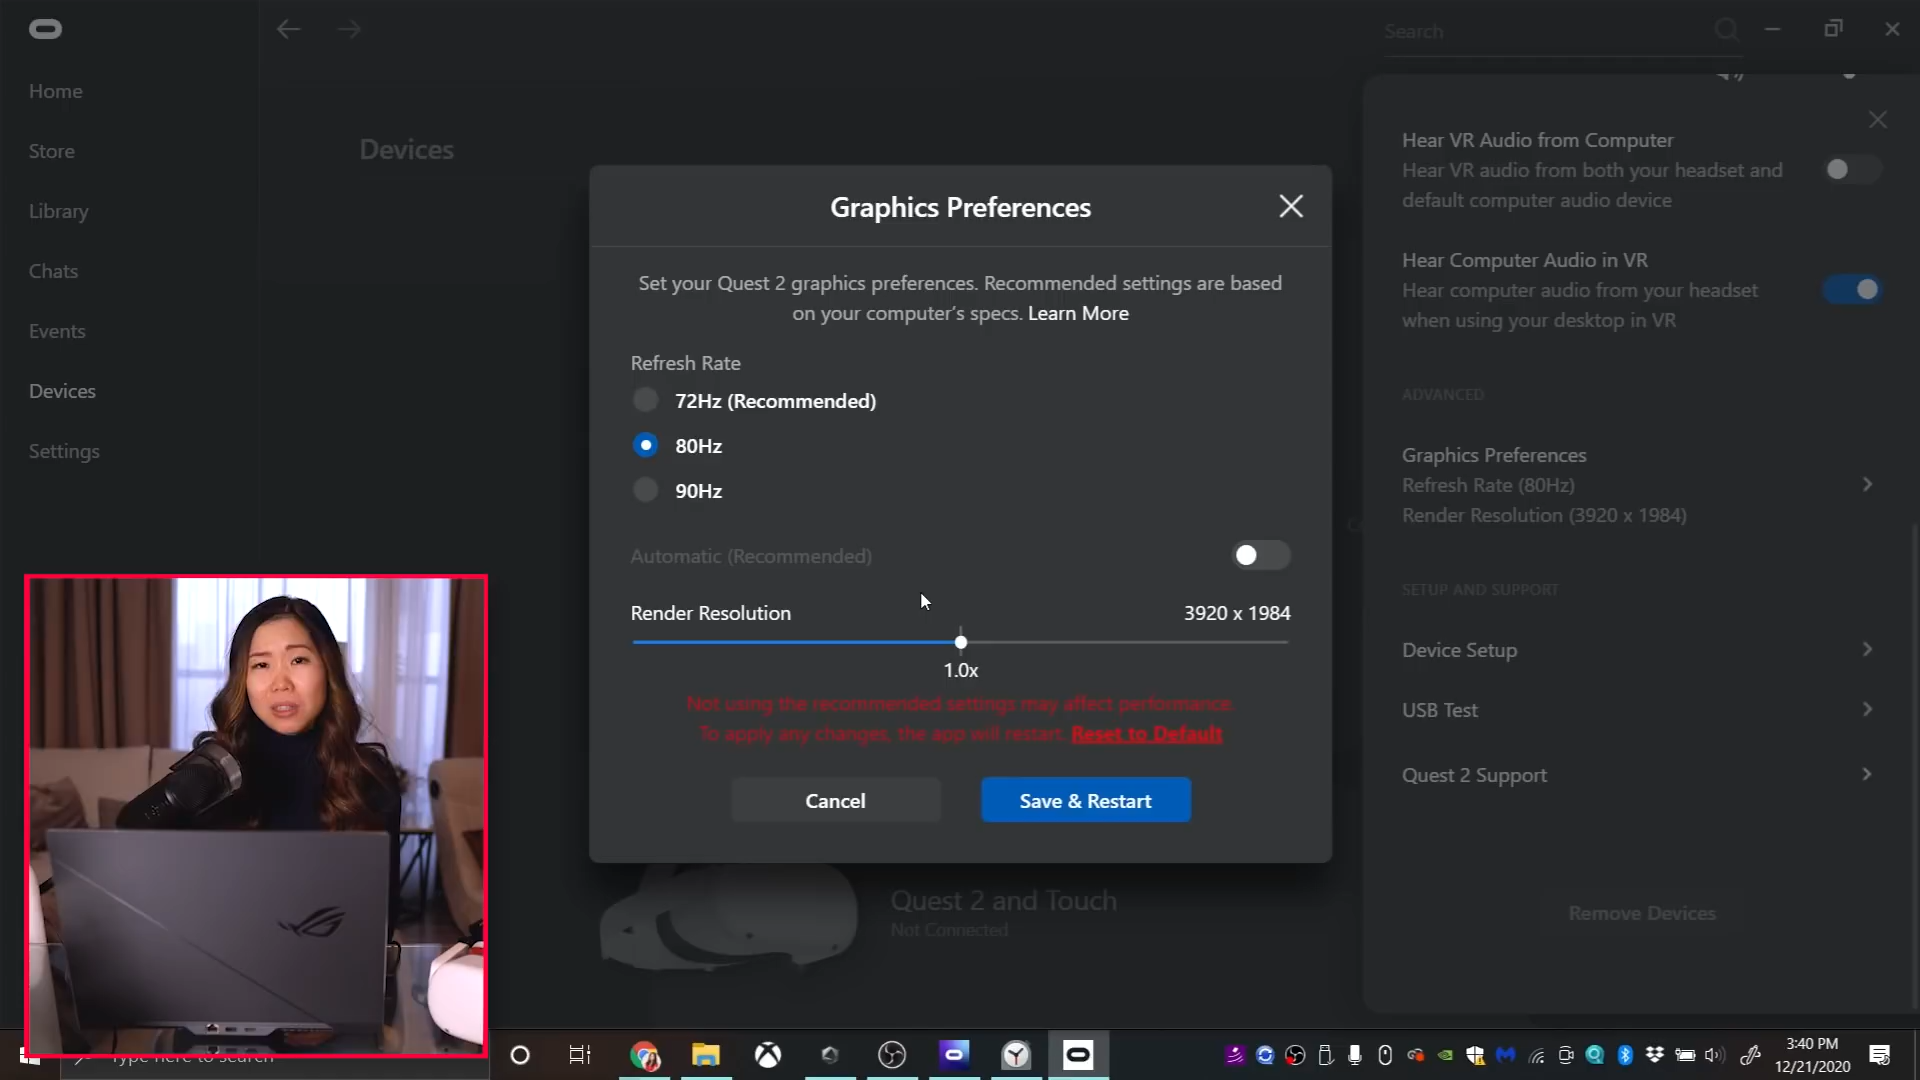 Search
Home
Store
Library
Chats
Events
Devices
Settings
Devices
Graphics Preferences
Set your Quest 2 graphics preferences. Recommended settings are based
on your computer's specs. Learn More
Refresh Rate
72Hz (Recommended)
80Hz
90Hz
Automatic (Recommended)
Render Resolution
3920 x 1984
1.0x
Not using the recommended settings may affect performance.
To apply any changes, the app will restart. Reset to Default
Cancel
Save & Restart
Quest 2 and Touch
Not Connected
Hear VR Audio from Computer
Hear VR audio from both your headset and
default computer audio device
Hear Computer Audio in VR
Hear computer audio from your headset
when using your desktop in VR
ADVANCED
Graphics Preferences
Refresh Rate (80Hz)
Render Resolution (3920 x 1984)
SETUP AND SUPPORT
Device Setup
USB Test
Quest 2 Support
Remove Devices
Type here to search
3:40 PM
12/21/2020